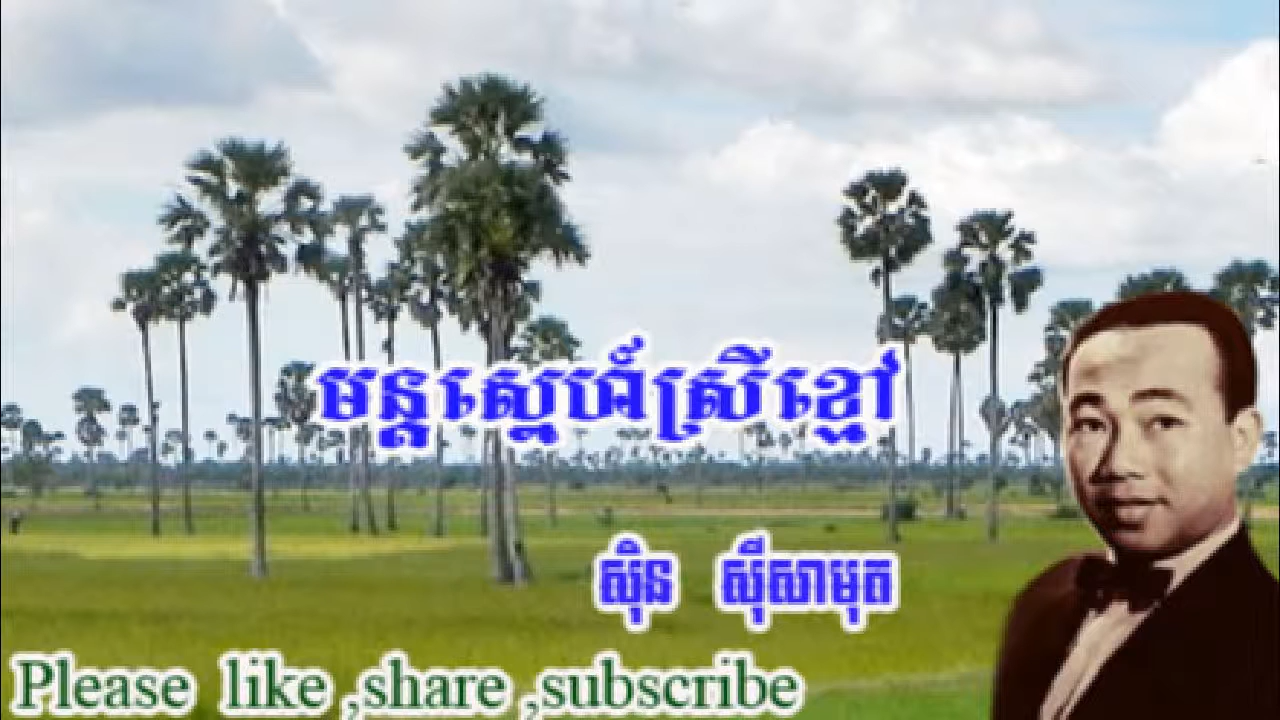 មន្តស្នេហ៍ស្រីខ្មៅ
ស៊ិន ស៊ីសាមុត
Please like ,share ,subscribe